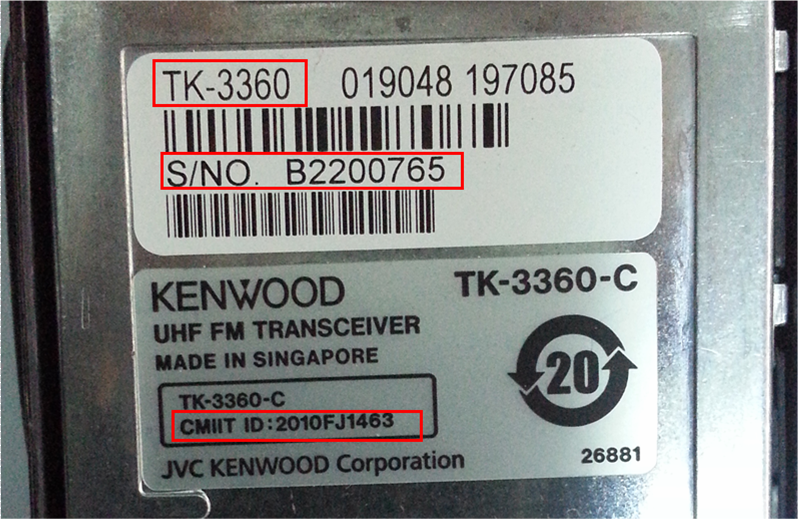 TK-3360 019048 197085
S/NO. B2200765
KENWOOD TK-3360-C
UHF FM TRANSCEIVER
MADE IN SINGAPORE
20
TK-3360-C
CMIIT ID:2010FJ1463
JVC KENWOOD Corporation 26881